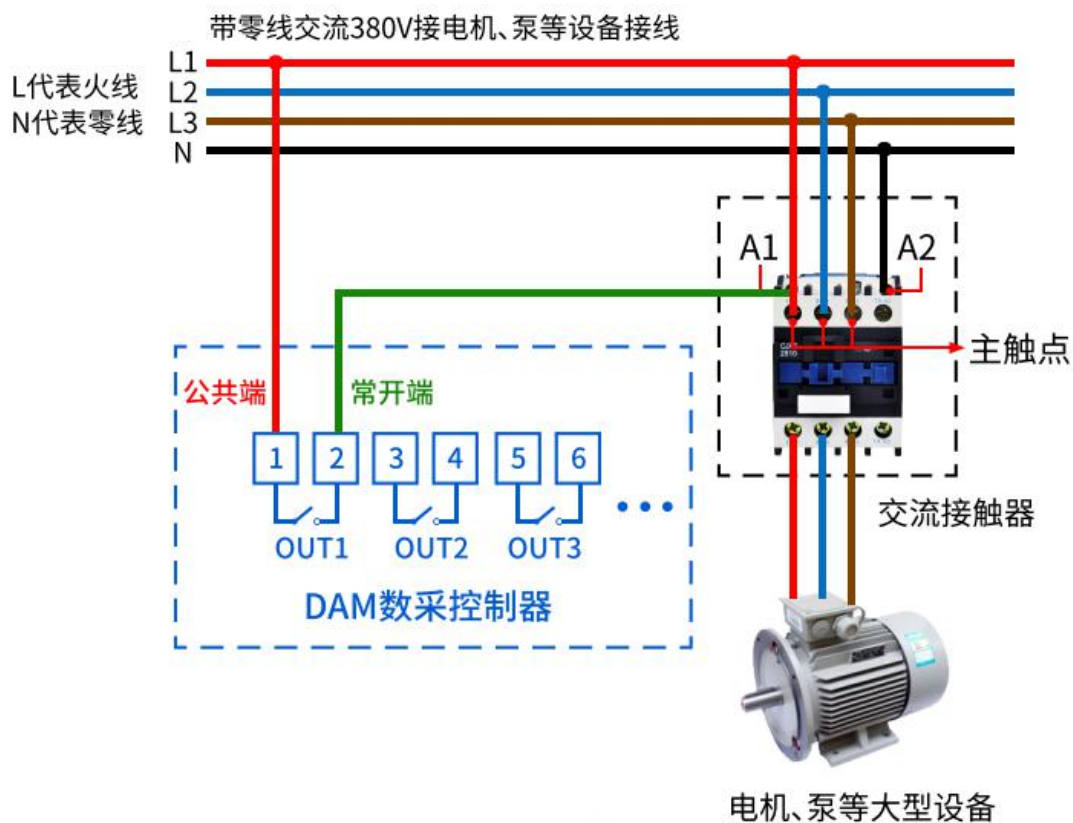 带零线交流380V接电机、泵等设备接线
L代表火线
N代表零线
L1
L2
L3
N
A1
A2
主触点
公共端
常开端
1
2
3
4
5
6
OUT1
OUT2
OUT3
DAM数采控制器
交流接触器
电机、泵等大型设备